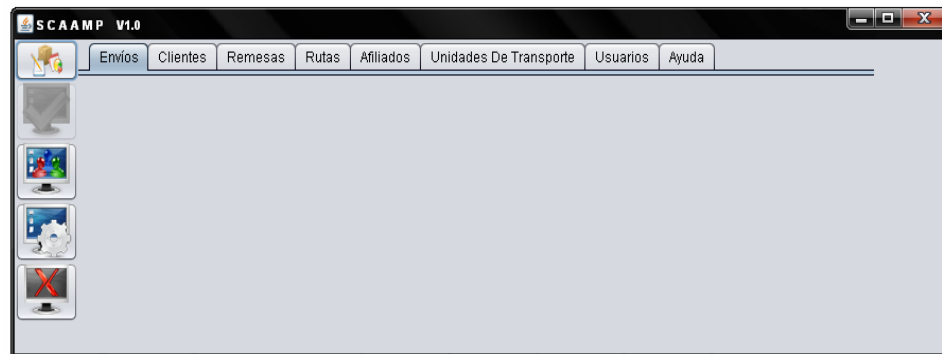 SCAAMP V1.0
Envíos Clientes Remesas Rutas Afiliados Unidades De Transporte Usuarios Ayuda